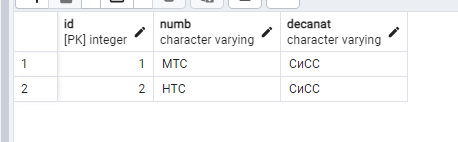 id numb decanat
[PK] integer character varying character varying
1 1 МТС СиСС
2 2 НТС СиСС